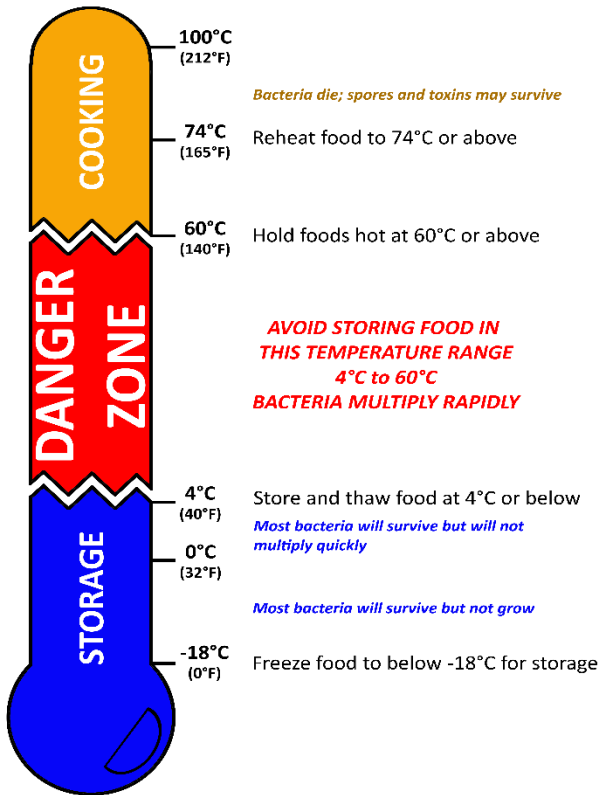 100°C
(212°F)
COOKING
Bacteria die; spores and toxins may survive
74°C
(165°F)
Reheat food to 74°C or above
60°C
(140°F)
Hold foods hot at 60°C or above
DANGER
ZONE
AVOID STORING FOOD IN
THIS TEMPERATURE RANGE
4°C to 60°C
BACTERIA MULTIPLY RAPIDLY
4°C
(40°F)
Store and thaw food at 4°C or below
Most bacteria will survive but will not
multiply quickly
0°C
(32°F)
STORAGE
Most bacteria will survive but not grow
-18°C
(0°F)
Freeze food to below -18°C for storage